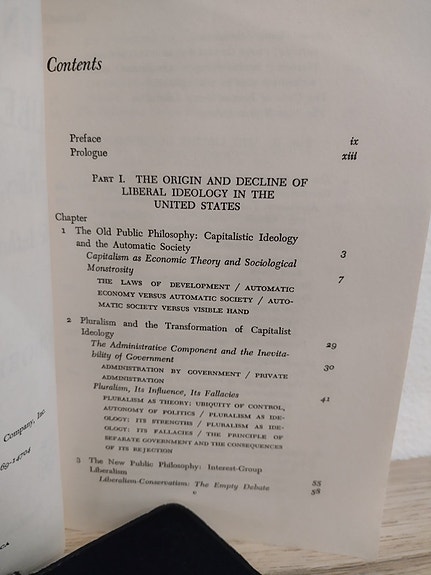 Contents
Preface ix
Prologue xiii
PART I. THE ORIGIN AND DECLINE OF
LIBERAL IDEOLOGY IN THE
UNITED STATES
Chapter
1 The Old Public Philosophy: Capitalistic Ideology
and the Automatic Society 3
Capitalism as Economic Theory and Sociological
Monstrosity 7
THE LAWS OF DEVELOPMENT / AUTOMATIC
ECONOMY VERSUS AUTOMATIC SOCIETY / AUTO-
MATIC SOCIETY VERSUS VISIBLE HAND
2 Pluralism and the Transformation of Capitalist
Ideology 29
The Administrative Component and the Inevita-
bility of Government 30
ADMINISTRATION BY GOVERNMENT / PRIVATE
ADMINISTRATION
Pluralism, Its Influence, Its Fallacies 41
PLURALISM AS THEORY: UBIQUITY OF CONTROL,
AUTONOMY OF POLITICS / PLURALISM AS IDE-
OLOGY: ITS STRENGTHS / PLURALISM AS IDE-
OLOGY: ITS FALLACIES / THE PRINCIPLE OF
SEPARATE GOVERNMENT AND THE CONSEQUENCES
OF ITS REJECTION
3 The New Public Philosophy: Interest-Group
Liberalism 55
Liberalism-Conservatism: The Empty Debate 58
v
Company, Inc
69-14704